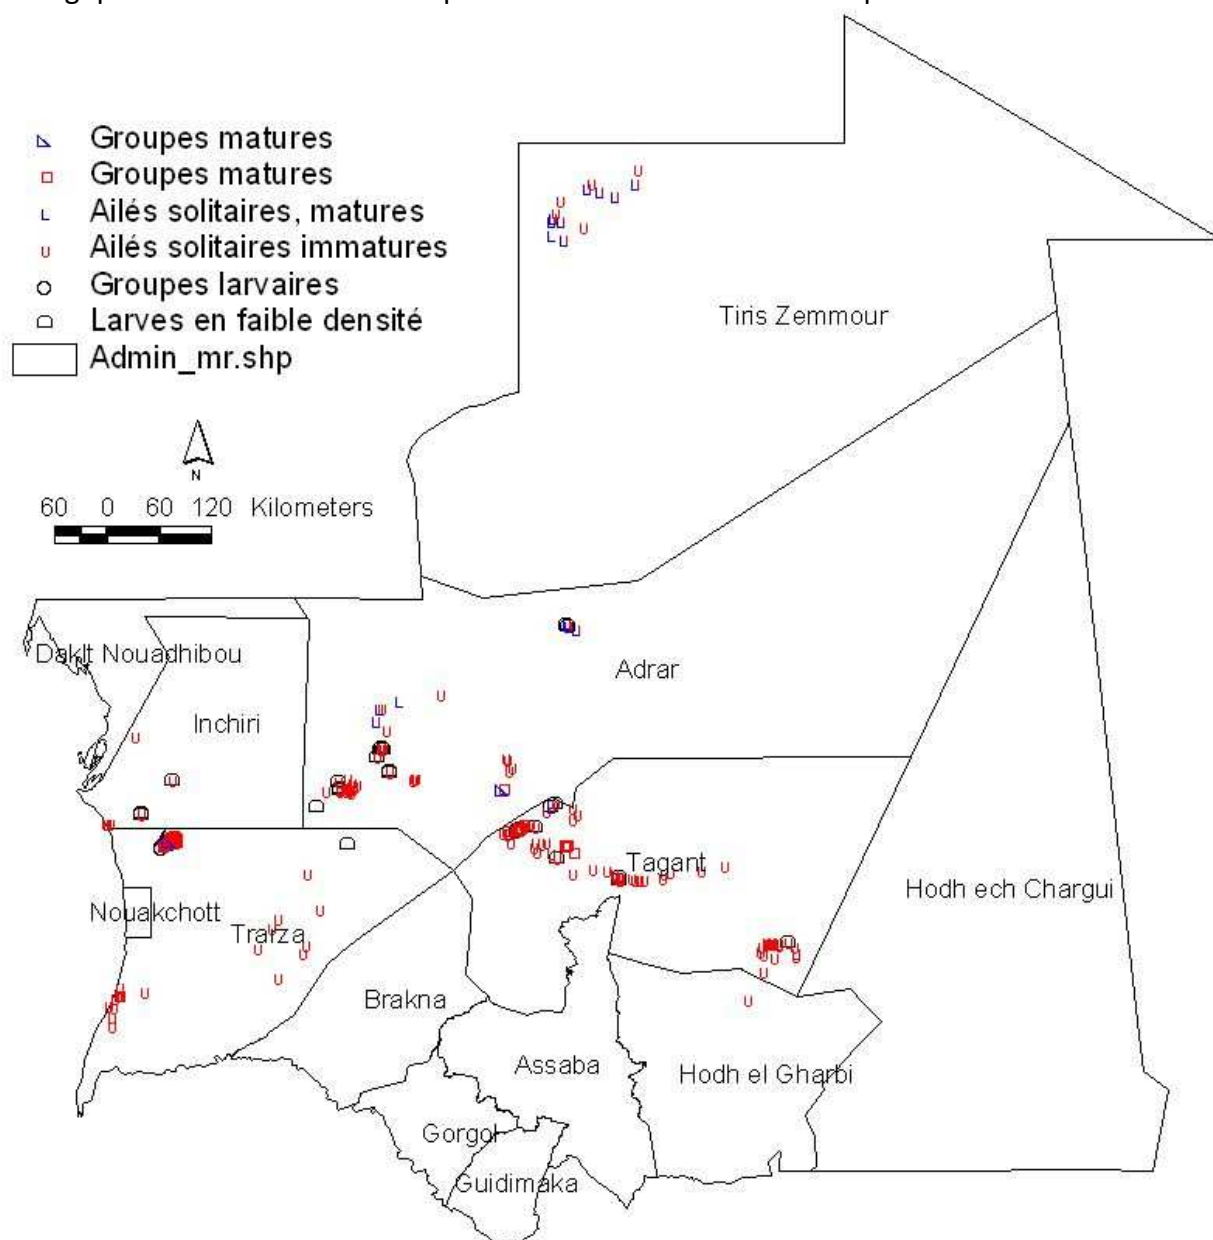 Groupes matures
Groupes matures
Ailés solitaires, matures
Ailés solitaires immatures
Groupes larvaires
Larves en faible densité
Admin_mr.shp
N
60 0 60 120 Kilometers
Tiris Zemmour
Daklt Nouadhibou
Adrar
Inchiri
Tagant
Hodh ech Chargui
Nouakchott
Trarza
Brakna
Assaba
Hodh el Gharbi
Gorgol
Guidimaka